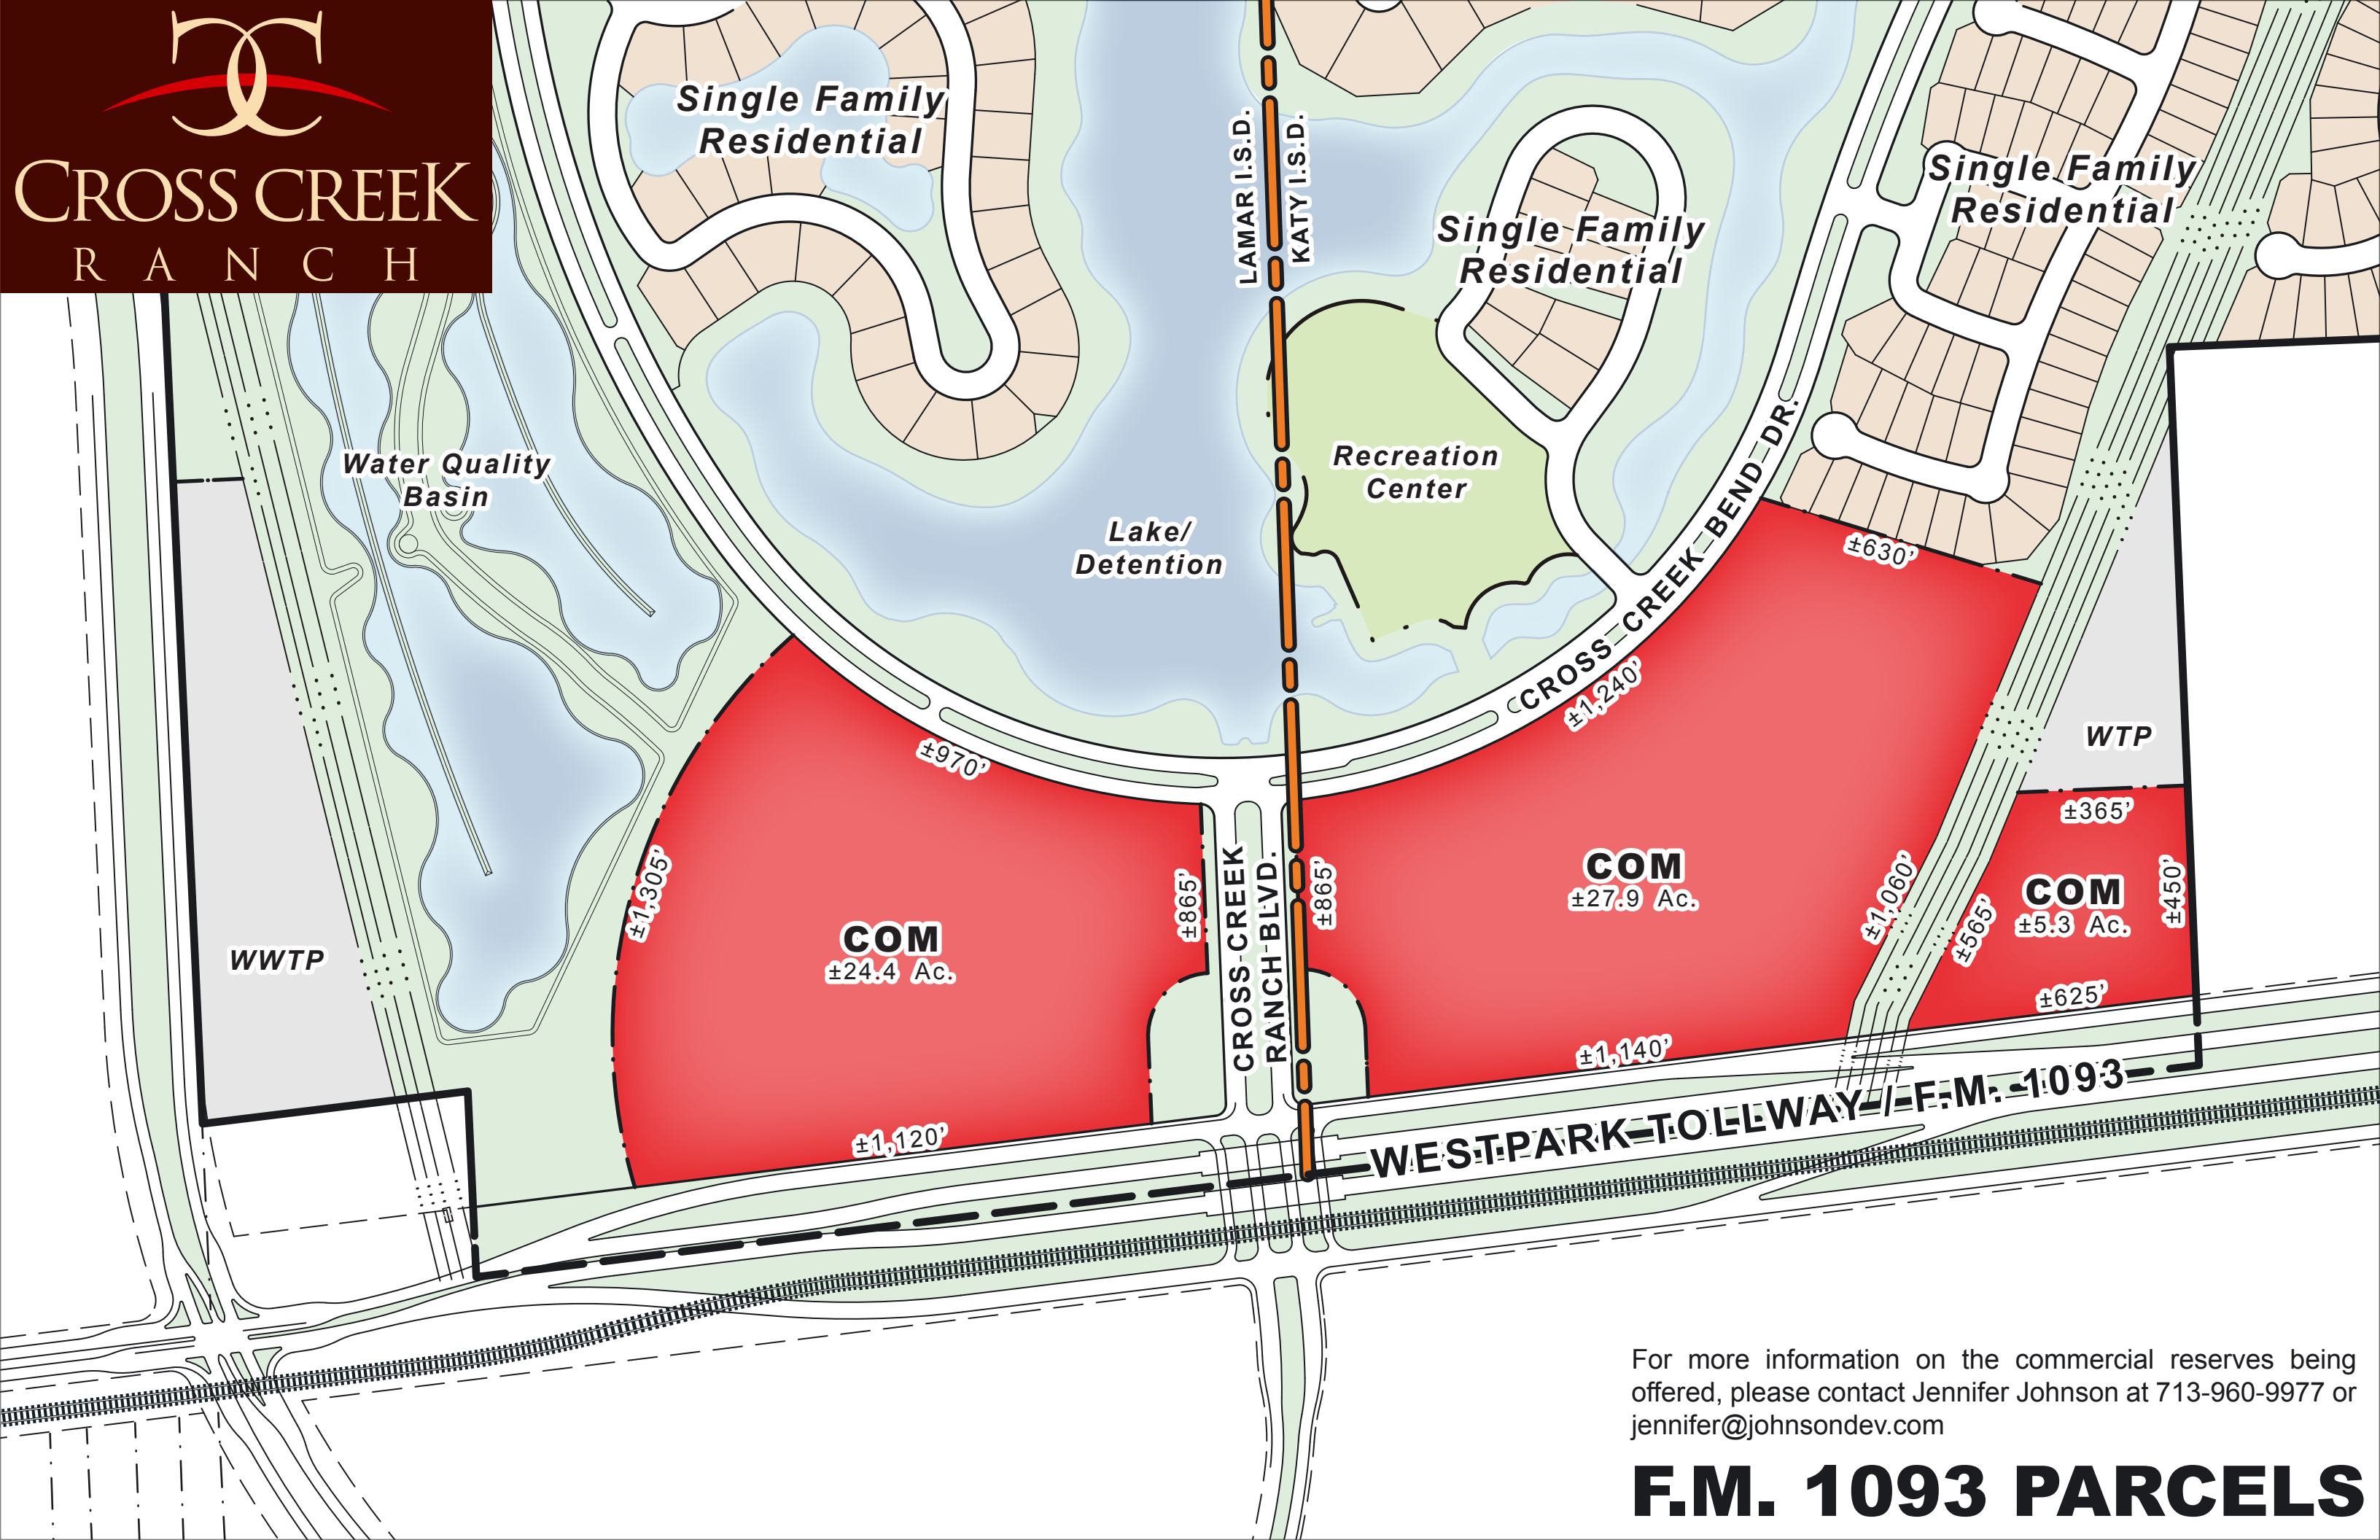 CROSS CREEK
RANCH
Single Family
Residential
LAMAR I.S.D.
KATY I.S.D.
Single Family
Residential
Single Family
Residential
Water Quality
Basin
Lake/
Detention
Recreation
Center
CROSS CREEK BEND DR.
±630’
±1,240’
±970’
WTP
±365’
±1,305’
±865’
CROSS CREEK
RANCH BLVD.
±865’
COM
±27.9 Ac.
±1,060’
±565’
COM
±5.3 Ac.
±450’
WWTP
COM
±24.4 Ac.
±625’
±1,140’
±1,120’
WESTPARK TOLLWAY / F.M. 1093
For more information on the commercial reserves being
offered, please contact Jennifer Johnson at 713-960-9977 or
jennifer@johnsondev.com
F.M. 1093 PARCELS